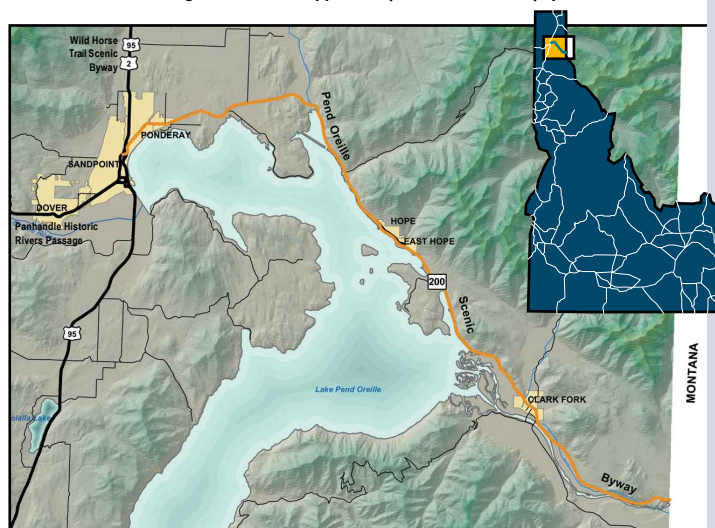 Wild Horse
Trail Scenic
Byway
95
2
Pend Oreille
PONDERAY
SANDPOINT
DOVER
Panhandle Historic
Rivers Passage
HOPE
EAST HOPE
200
Scenic
95
Lake Pend Oreille
MONTANA
CLARK FORK
Byway